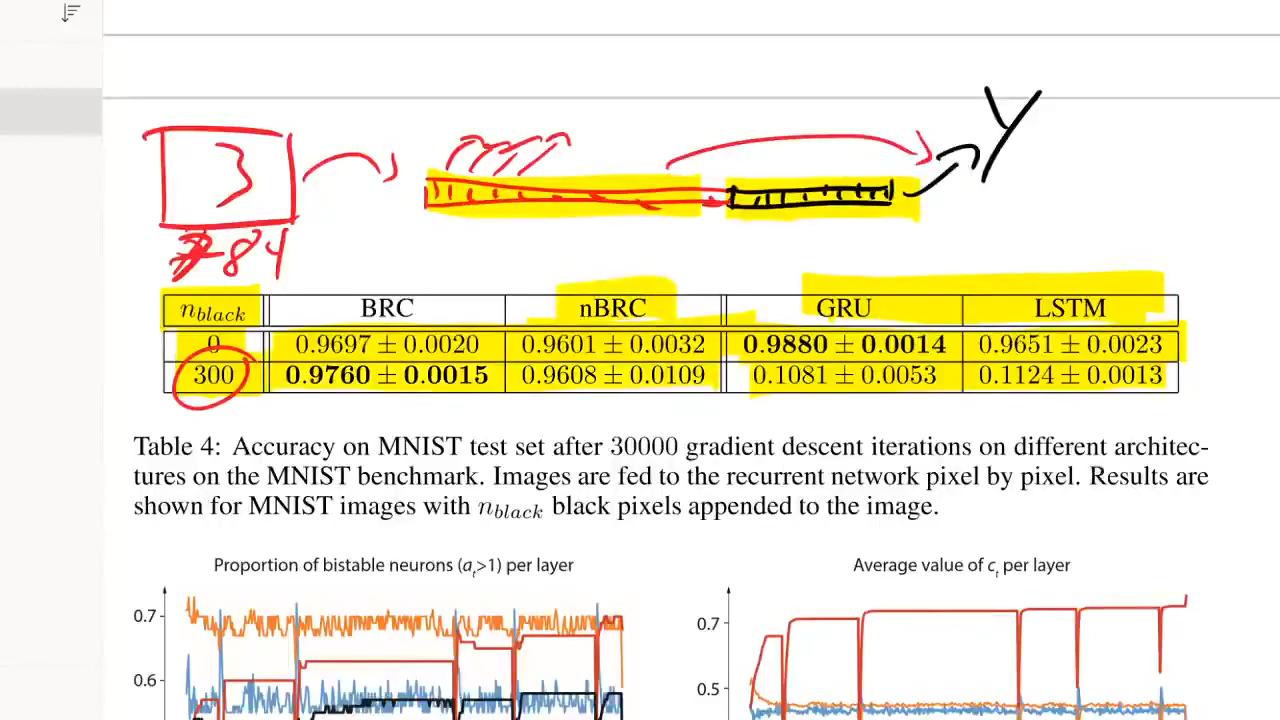 Y
3
784
n_black BRC nBRC GRU LSTM
0 0.9697 ± 0.0020 0.9601 ± 0.0032 0.9880 ± 0.0014 0.9651 ± 0.0023
300 0.9760 ± 0.0015 0.9608 ± 0.0109 0.1081 ± 0.0053 0.1124 ± 0.0013
Table 4: Accuracy on MNIST test set after 30000 gradient descent iterations on different architec-
tures on the MNIST benchmark. Images are fed to the recurrent network pixel by pixel. Results are
shown for MNIST images with n_black black pixels appended to the image.
Proportion of bistable neurons (a_t>1) per layer
Average value of c_t per layer
0.7
0.6
0.7
0.5